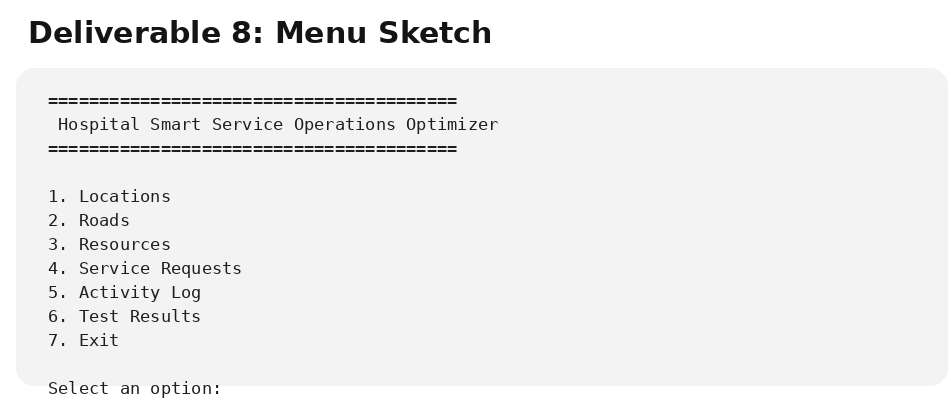 Deliverable 8: Menu Sketch
========================================
Hospital Smart Service Operations Optimizer
========================================
1. Locations
2. Roads
3. Resources
4. Service Requests
5. Activity Log
6. Test Results
7. Exit
Select an option: